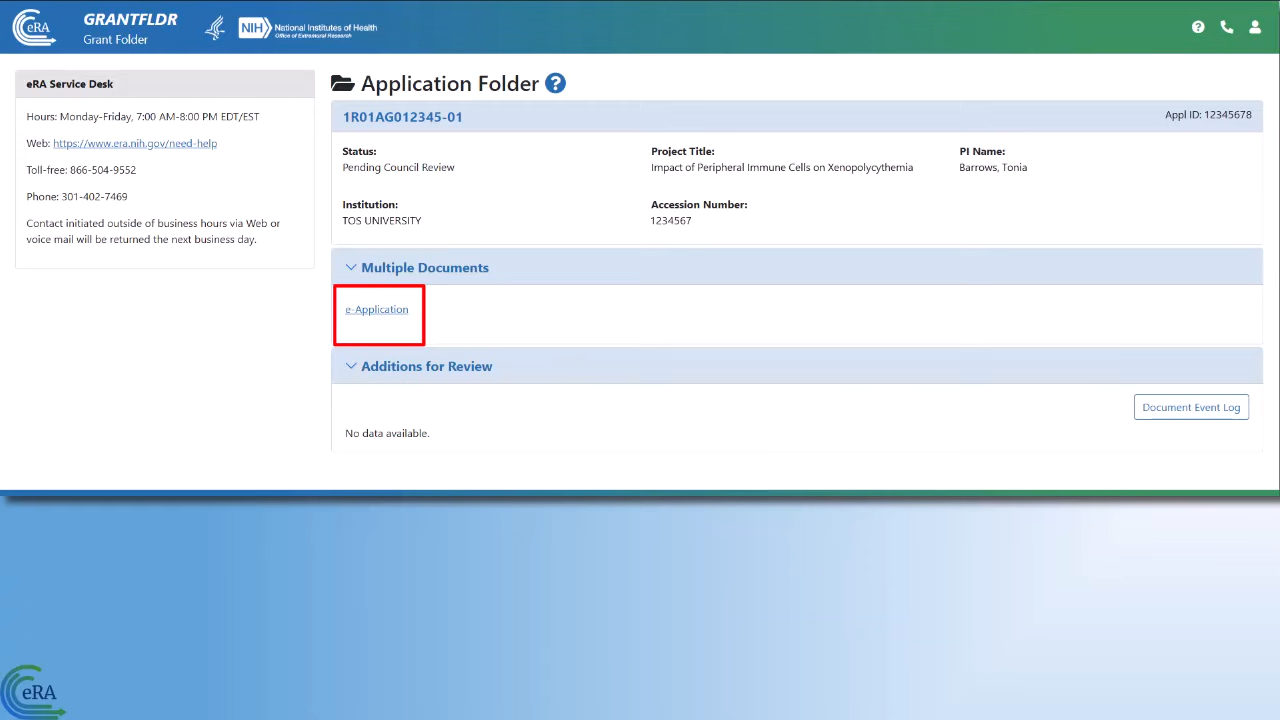 eRA
GRANTFLDR
Grant Folder
NIH
National Institutes of Health
Office of Extramural Research
eRA Service Desk
Hours: Monday-Friday, 7:00 AM-8:00 PM EDT/EST
Web: https://www.era.nih.gov/need-help
Toll-free: 866-504-9552
Phone: 301-402-7469
Contact initiated outside of business hours via Web or
voice mail will be returned the next business day.
Application Folder
1R01AG012345-01
Appl ID: 12345678
Status:
Pending Council Review
Project Title:
Impact of Peripheral Immune Cells on Xenopolycythemia
PI Name:
Barrows, Tonia
Institution:
TOS UNIVERSITY
Accession Number:
1234567
Multiple Documents
e-Application
Additions for Review
Document Event Log
No data available.
eRA